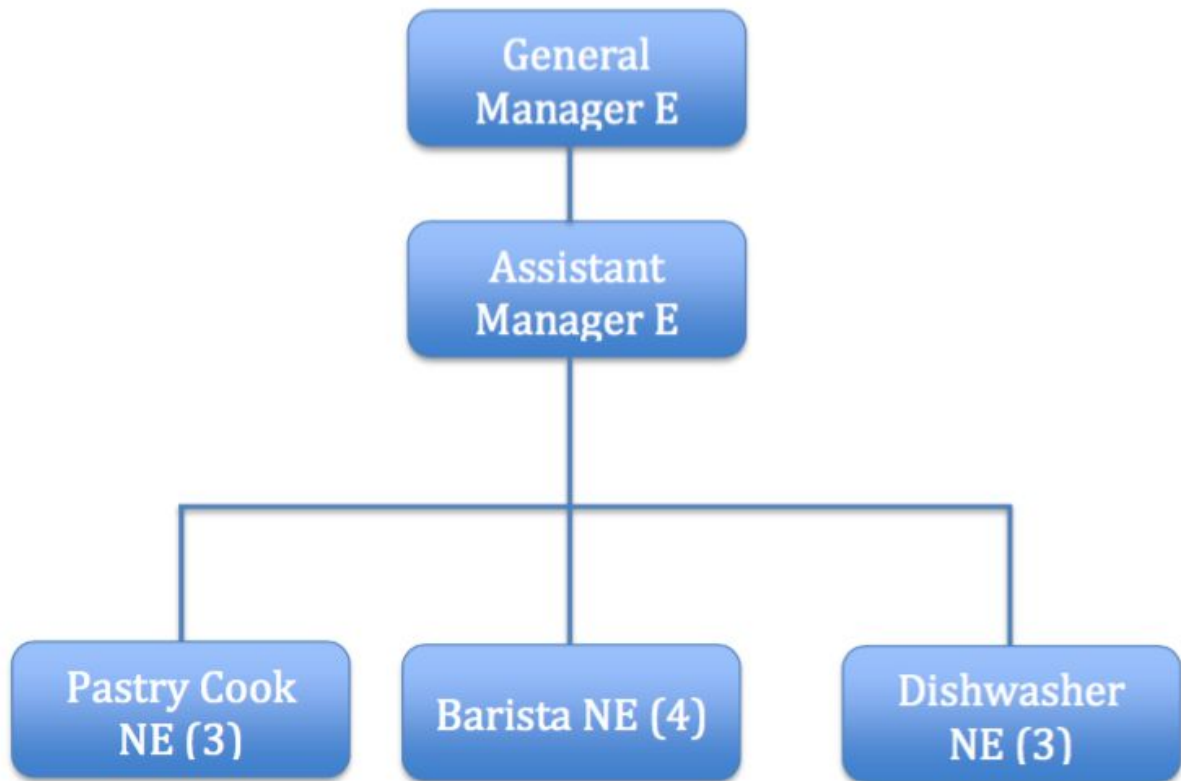 General
Manager E
Assistant
Manager E
Pastry Cook
NE (3)
Barista NE (4)
Dishwasher
NE (3)